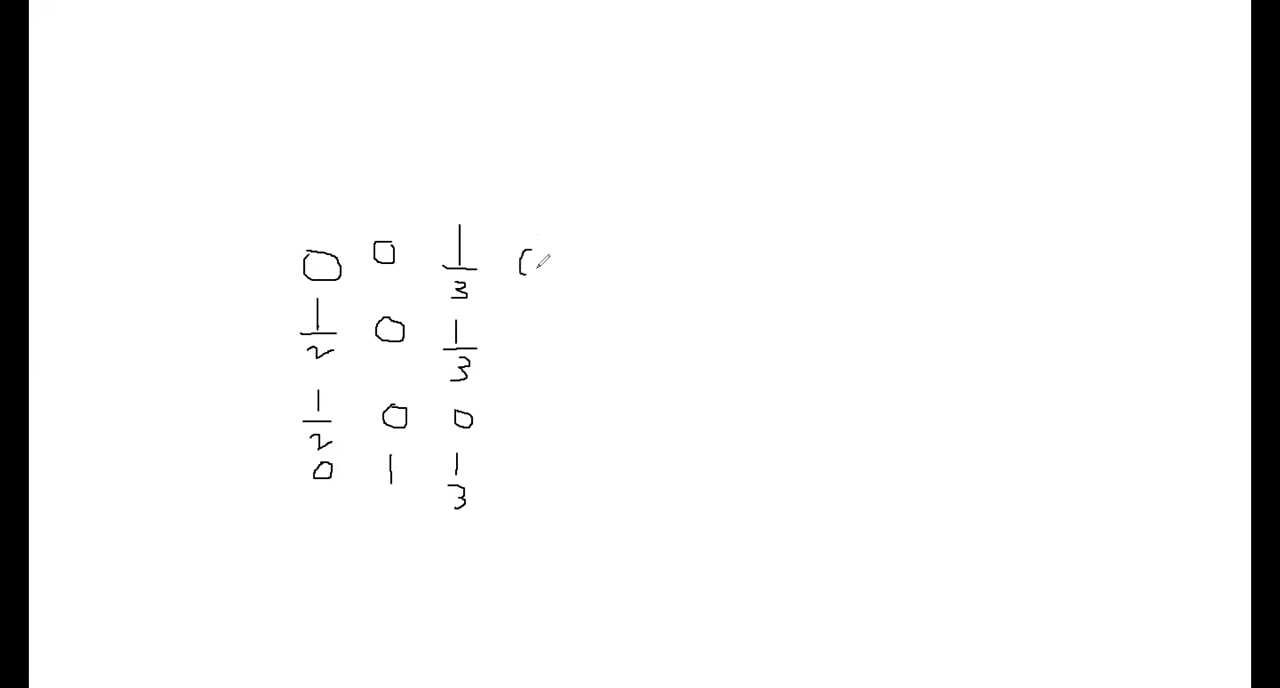 0 0 1/3
1/2 0 1/3
1/2 0 0
0 1 1/3